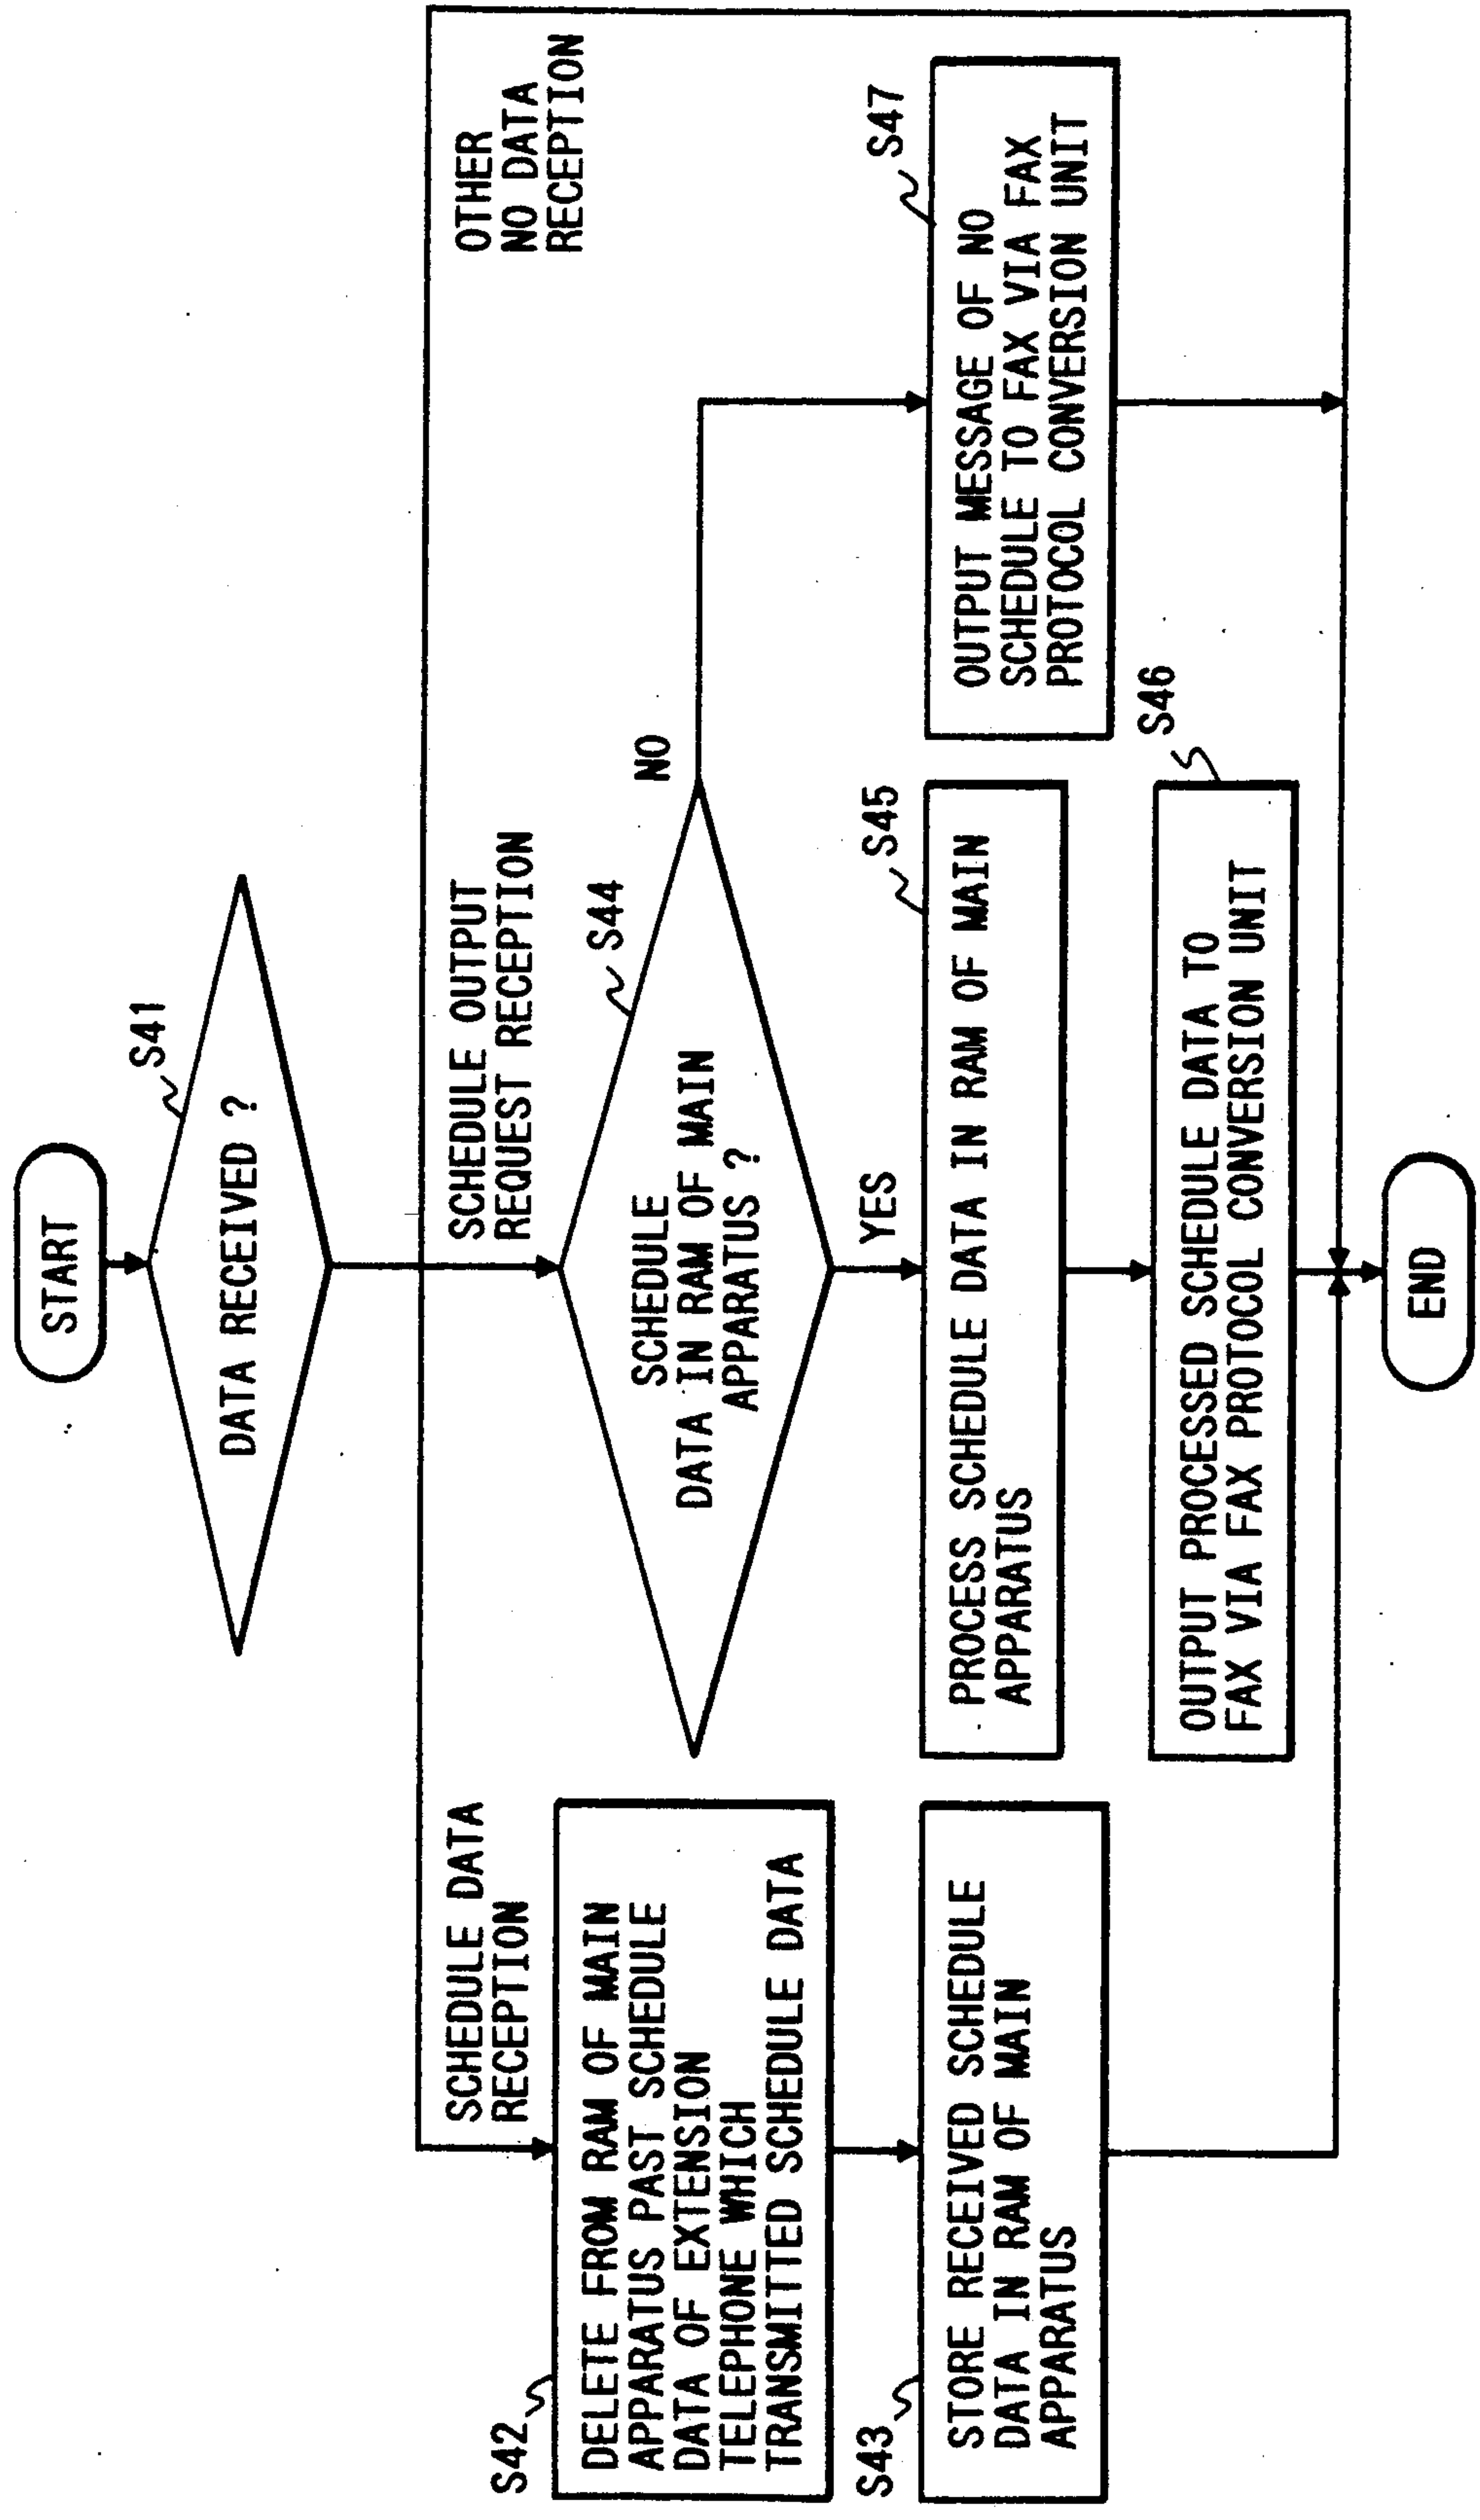 START
S41
DATA RECEIVED ?
SCHEDULE DATA
RECEPTION
SCHEDULE OUTPUT
REQUEST RECEPTION
OTHER
NO DATA
RECEPTION
S42
DELETE FROM RAM OF MAIN
APPARATUS PAST SCHEDULE
DATA OF EXTENSION
TELEPHONE WHICH
TRANSMITTED SCHEDULE DATA
S44
SCHEDULE
DATA IN RAM OF MAIN
APPARATUS ?
NO
YES
S43
STORE RECEIVED SCHEDULE
DATA IN RAM OF MAIN
APPARATUS
S45
PROCESS SCHEDULE DATA IN RAM OF MAIN
APPARATUS
S47
OUTPUT MESSAGE OF NO
SCHEDULE TO FAX VIA FAX
PROTOCOL CONVERSION UNIT
S46
OUTPUT PROCESSED SCHEDULE DATA TO
FAX VIA FAX PROTOCOL CONVERSION UNIT
END